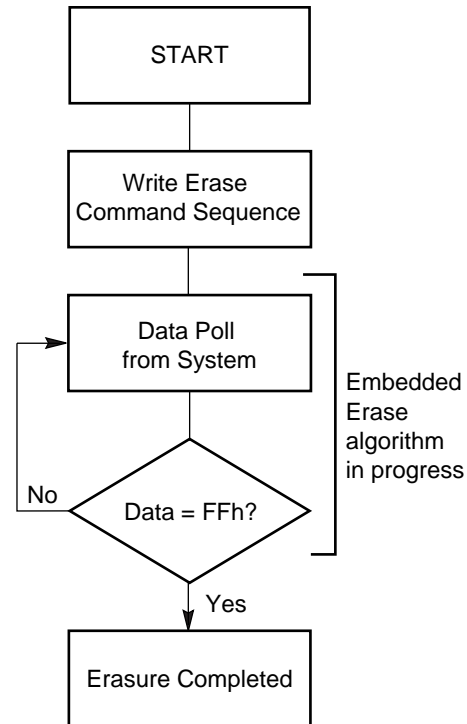 START
Write Erase
Command Sequence
Data Poll
from System
Embedded
Erase
algorithm
in progress
No
Data = FFh?
Yes
Erasure Completed